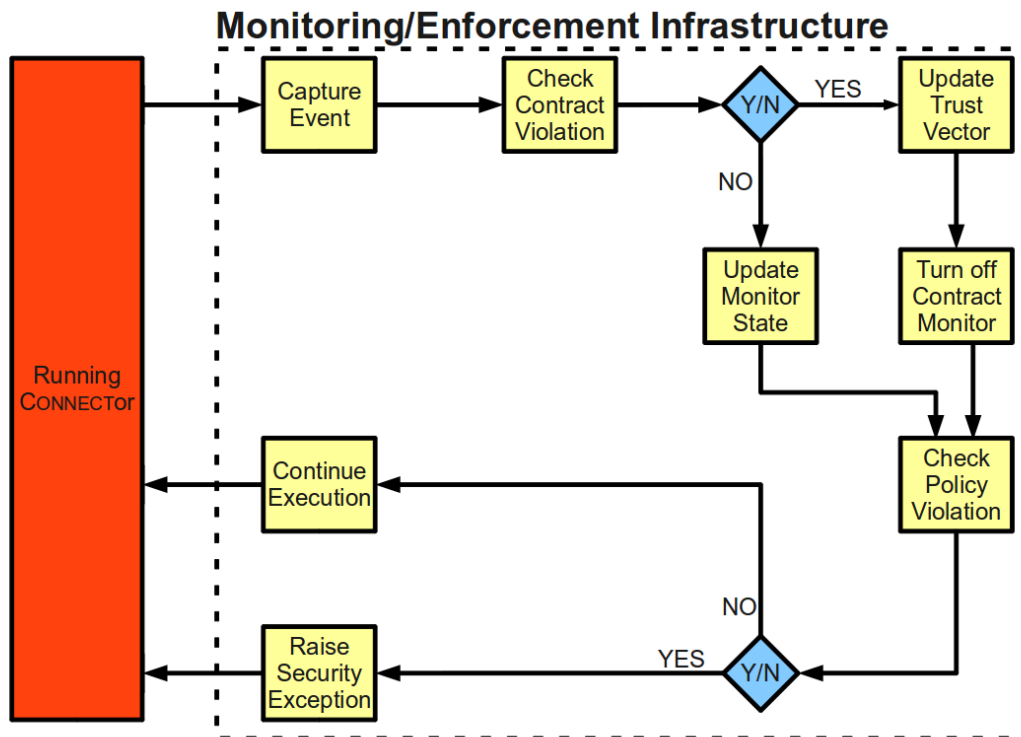 Monitoring/Enforcement Infrastructure
Capture
Event
Check
Contract
Violation
Y/N
YES
Update
Trust
Vector
NO
Update
Monitor
State
Turn off
Contract
Monitor
Running
CONNECTor
Continue
Execution
Check
Policy
Violation
NO
Raise
Security
Exception
YES
Y/N